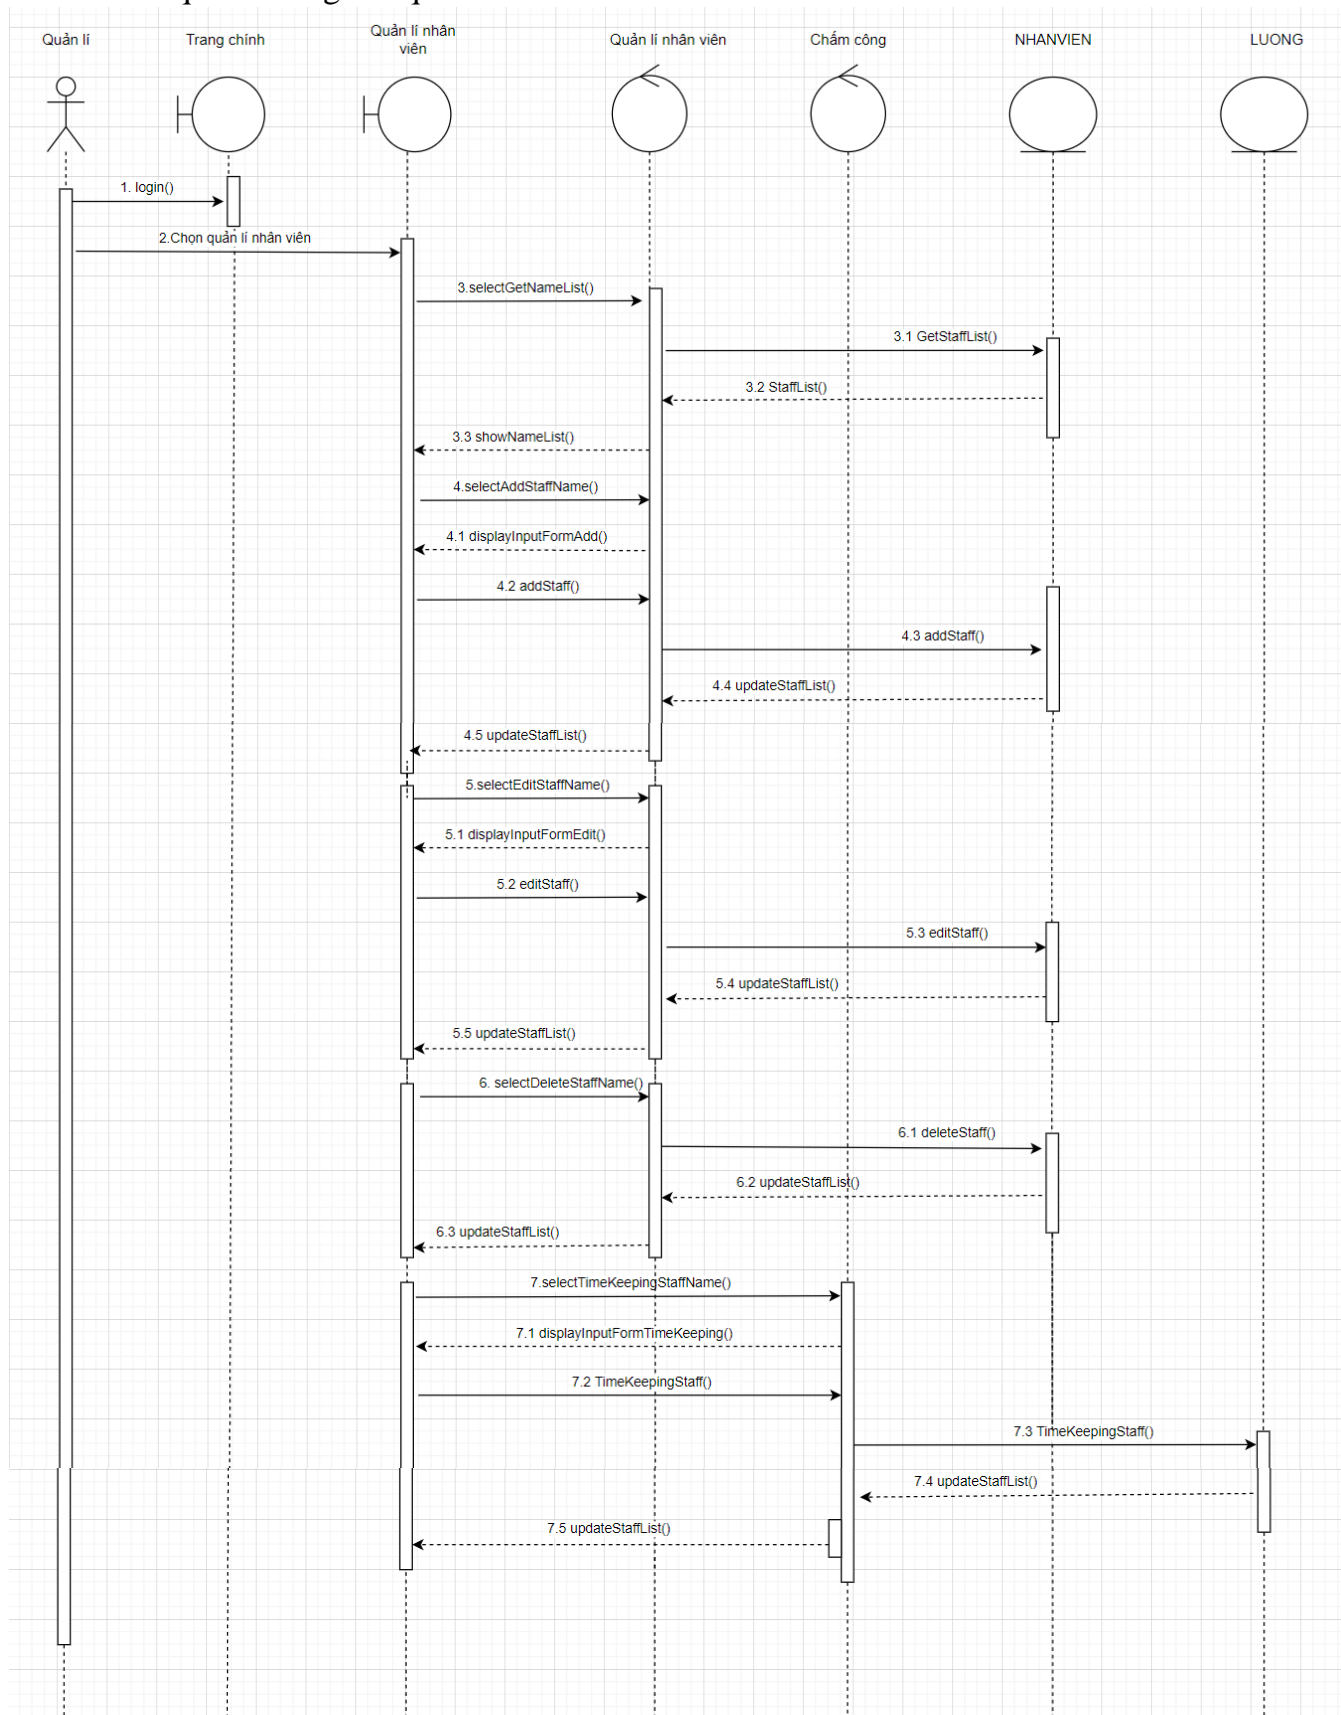 Quản lí
Trang chính
Quản lí nhân
viên
Quản lí nhân viên
Chấm công
NHANVIEN
LUONG
1. login()
2.Chọn quản lí nhân viên
3.selectGetNameList()
3.1 GetStaffList()
3.2 StaffList()
3.3 showNameList()
4.selectAddStaffName()
4.1 displayInputFormAdd()
4.2 addStaff()
4.3 addStaff()
4.4 updateStaffList()
4.5 updateStaffList()
5.selectEditStaffName()
5.1 displayInputFormEdit()
5.2 editStaff()
5.3 editStaff()
5.4 updateStaffList()
5.5 updateStaffList()
6. selectDeleteStaffName()
6.1 deleteStaff()
6.2 updateStaffList()
6.3 updateStaffList()
7.selectTimeKeepingStaffName()
7.1 displayInputFormTimeKeeping()
7.2 TimeKeepingStaff()
7.3 TimeKeepingStaff()
7.4 updateStaffList()
7.5 updateStaffList()